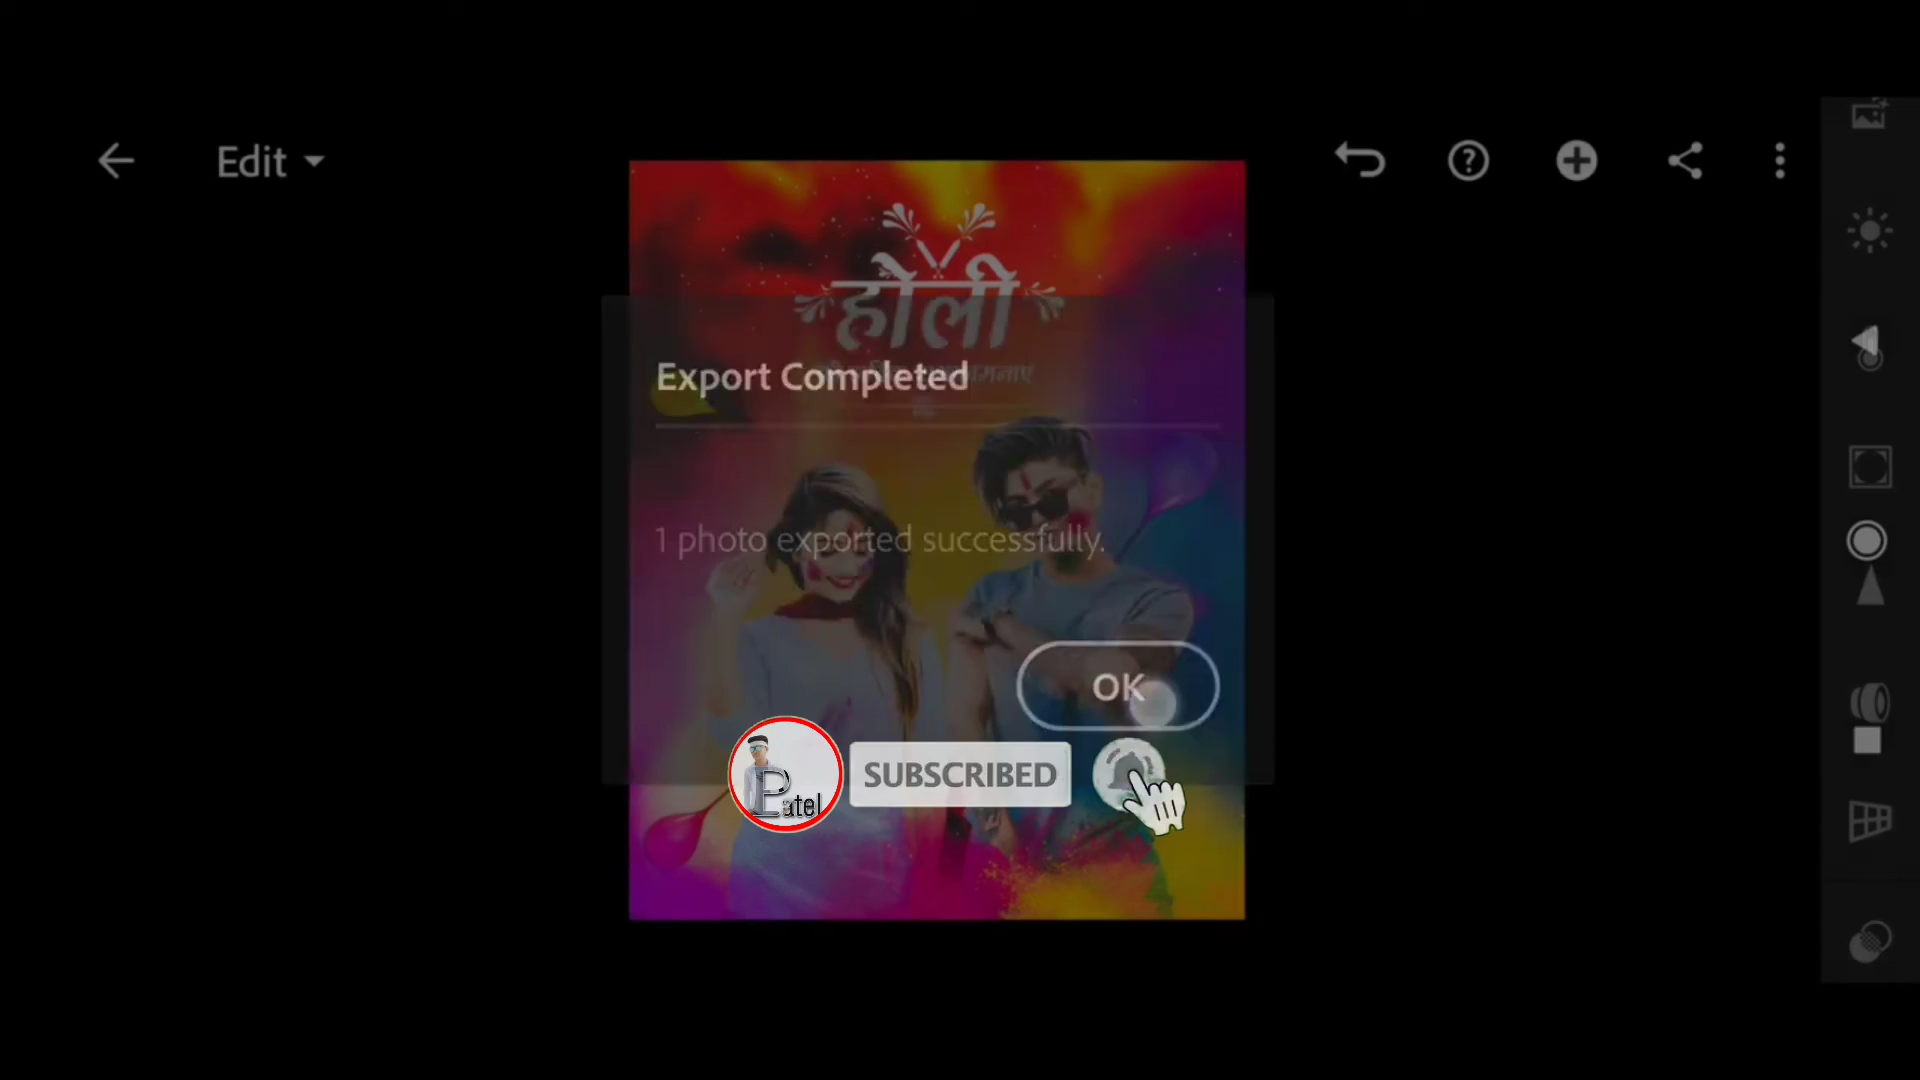 Edit
होली
Export Completed
1 photo exported successfully.
OK
SUBSCRIBED
Patel